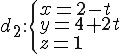 d₂: { x = 2 - t
y = 4 + 2t
z = 1